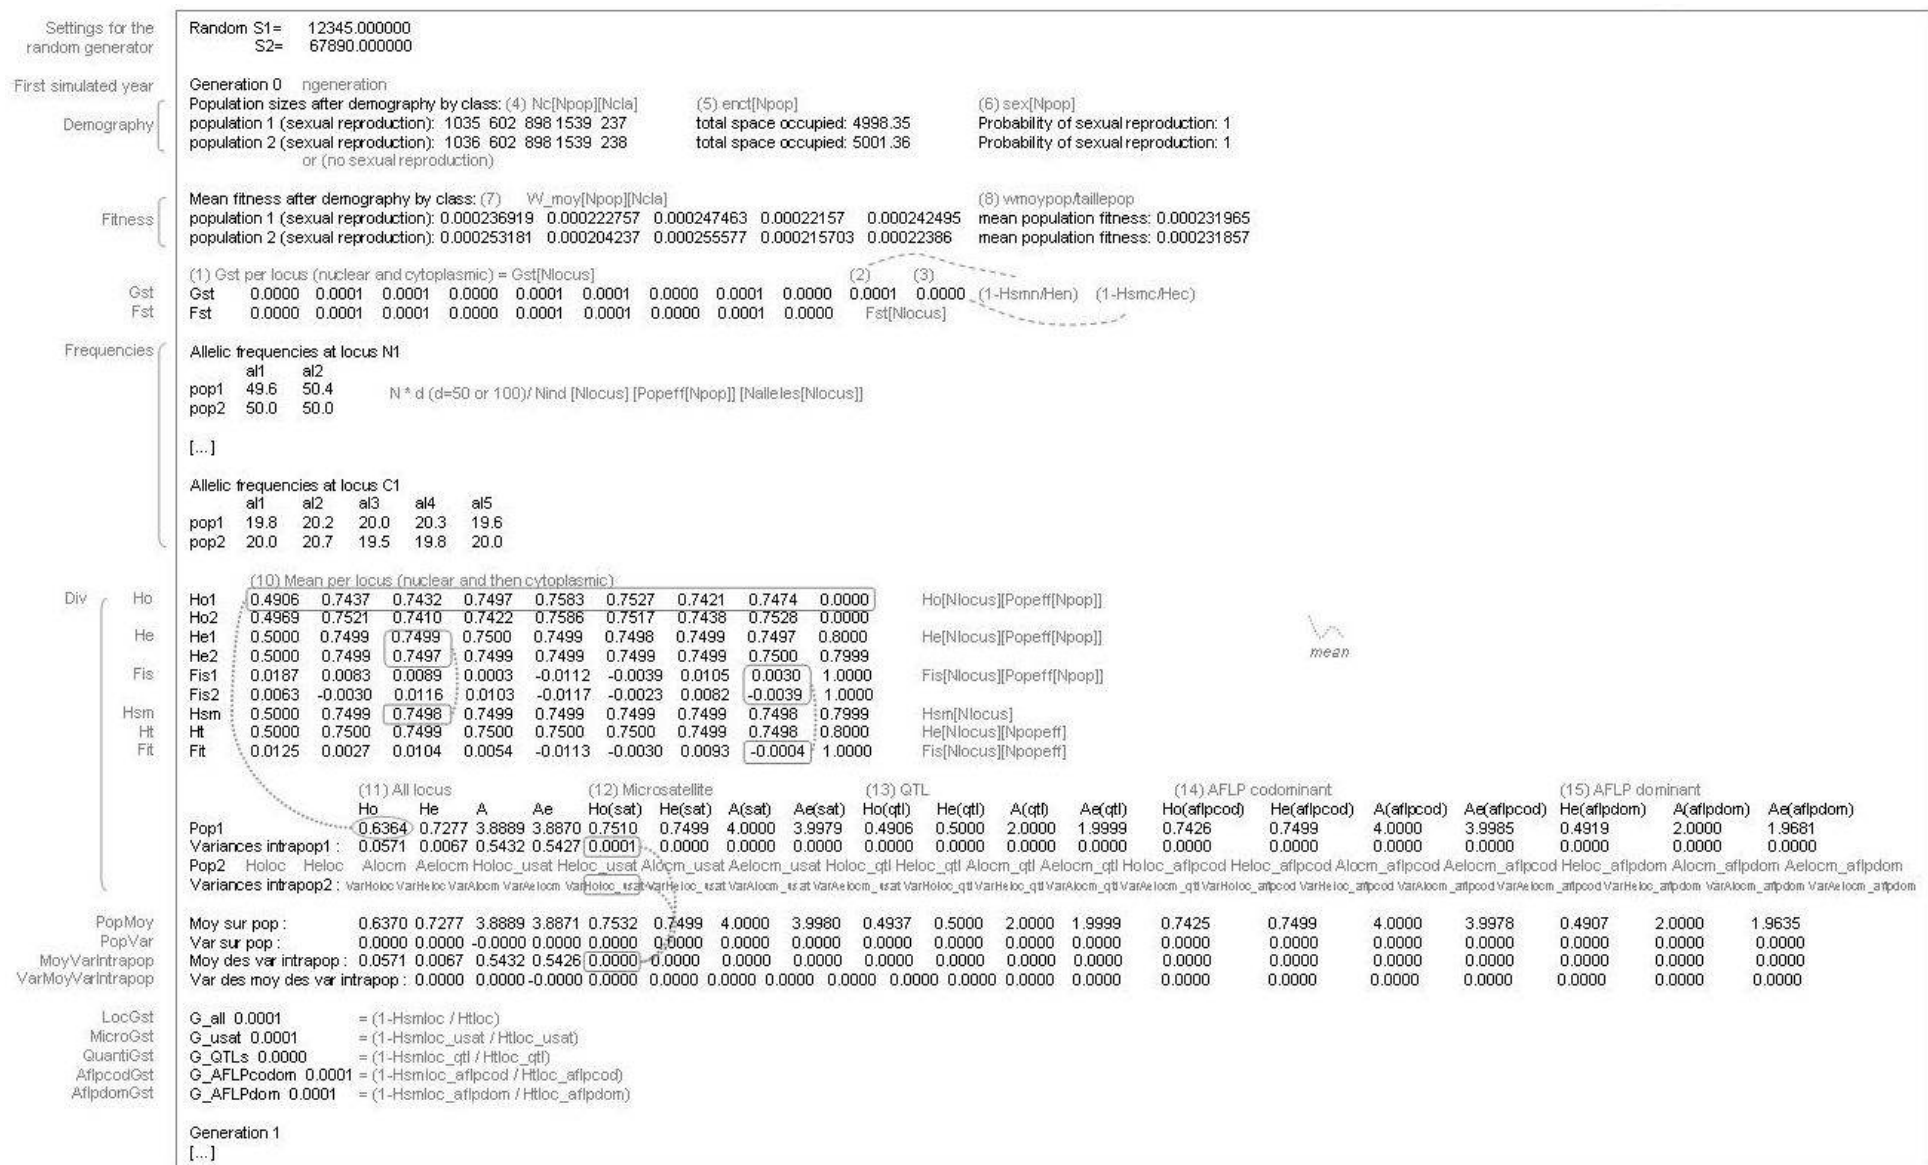 Settings for the random generator
Random S1= 12345.000000
S2= 67890.000000
First simulated year
Generation 0 ngeneration
Demography
Population sizes after demography by class: (4) Nc[Npop][Ncla] (5) enct[Npop] (6) sex[Npop]
population 1 (sexual reproduction): 1035 602 898 1539 237 total space occupied: 4998.35 Probability of sexual reproduction: 1
population 2 (sexual reproduction): 1036 602 898 1539 238 total space occupied: 5001.36 Probability of sexual reproduction: 1
or (no sexual reproduction)
Fitness
Mean fitness after demography by class: (7) W_moy[Npop][Ncla] (8) wmoypop/taillepop
population 1 (sexual reproduction): 0.000236919 0.000222757 0.000247463 0.00022157 0.000242495 mean population fitness: 0.000231965
population 2 (sexual reproduction): 0.000253181 0.000204237 0.000255577 0.000215703 0.00022386 mean population fitness: 0.000231857
(1) Gst per locus (nuclear and cytoplasmic) = Gst[Nlocus] (2) (3)
Gst Gst 0.0000 0.0001 0.0001 0.0000 0.0001 0.0001 0.0000 0.0001 0.0000 0.0001 0.0000 (1-Hsmn/Hen) (1-Hsmc/Hec)
Fst Fst 0.0000 0.0001 0.0001 0.0000 0.0001 0.0001 0.0000 0.0001 0.0000 Fst[Nlocus]
Frequencies
Allelic frequencies at locus N1
al1 al2
pop1 49.6 50.4 N * d (d=50 or 100)/ Nind [Nlocus] [Popeff[Npop]] [Nalleles[Nlocus]]
pop2 50.0 50.0
[...]
Allelic frequencies at locus C1
al1 al2 al3 al4 al5
pop1 19.8 20.2 20.0 20.3 19.6
pop2 20.0 20.7 19.5 19.8 20.0
(10) Mean per locus (nuclear and then cytoplasmic)
Div Ho Ho1 0.4906 0.7437 0.7432 0.7497 0.7583 0.7527 0.7421 0.7474 0.0000 Ho[Nlocus][Popeff[Npop]]
Ho2 0.4969 0.7521 0.7410 0.7422 0.7586 0.7517 0.7438 0.7528 0.0000
He He1 0.5000 0.7499 0.7499 0.7500 0.7499 0.7498 0.7499 0.7497 0.8000 He[Nlocus][Popeff[Npop]]
He2 0.5000 0.7499 0.7497 0.7499 0.7499 0.7499 0.7499 0.7500 0.7999 mean
Fis Fis1 0.0187 0.0083 0.0089 0.0003 -0.0112 -0.0039 0.0105 0.0030 1.0000 Fis[Nlocus][Popeff[Npop]]
Fis2 0.0063 -0.0030 0.0116 0.0103 -0.0117 -0.0023 0.0082 -0.0039 1.0000
Hsm Hsm 0.5000 0.7499 0.7498 0.7499 0.7499 0.7499 0.7499 0.7498 0.7999 Hsm[Nlocus]
Ht Ht 0.5000 0.7500 0.7499 0.7500 0.7500 0.7500 0.7499 0.7498 0.8000 He[Nlocus][Npopeff]
Fit Fit 0.0125 0.0027 0.0104 0.0054 -0.0113 -0.0030 0.0093 -0.0004 1.0000 Fis[Nlocus][Npopeff]
(11) All locus (12) Microsatellite (13) QTL (14) AFLP codominant (15) AFLP dominant
Ho He A Ae Ho(sat) He(sat) A(sat) Ae(sat) Ho(qtl) He(qtl) A(qtl) Ae(qtl) Ho(aflpcod) He(aflpcod) A(aflpcod) Ae(aflpcod) He(aflpdom) A(aflpdom) Ae(aflpdom)
Pop1 0.6364 0.7277 3.8889 3.8870 0.7510 0.7499 4.0000 3.9979 0.4906 0.5000 2.0000 1.9999 0.7426 0.7499 4.0000 3.9985 0.4919 2.0000 1.9681
Variances intrapop1 : 0.0571 0.0067 0.5432 0.5427 0.0001 0.0000 0.0000 0.0000 0.0000 0.0000 0.0000 0.0000 0.0000 0.0000 0.0000 0.0000 0.0000 0.0000 0.0000
Pop2 Holoc Heloc Alocm Aelocm Holoc_usat Heloc_usat Alocm_usat Aelocm_usat Holoc_qtl Heloc_qtl Alocm_qtl Aelocm_qtl Holoc_aflpcod Heloc_aflpcod Alocm_aflpcod Aelocm_aflpcod Heloc_aflpdom Alocm_aflpdom Aelocm_aflpdom
Variances intrapop2 : VarHoloc VarHeloc VarAlocm VarAelocm VarHoloc_usat VarHeloc_usat VarAlocm_usat VarAelocm_usat VarHoloc_qtl VarHeloc_qtl VarAlocm_qtl VarAelocm_qtl VarHoloc_aflpcod VarHeloc_aflpcod VarAlocm_aflpcod VarAelocm_aflpcod VarHeloc_aflpdom VarAlocm_aflpdom VarAelocm_aflpdom
PopMoy Moy sur pop : 0.6370 0.7277 3.8889 3.8871 0.7532 0.7499 4.0000 3.9980 0.4937 0.5000 2.0000 1.9999 0.7425 0.7499 4.0000 3.9978 0.4907 2.0000 1.9635
PopVar Var sur pop : 0.0000 0.0000 -0.0000 0.0000 0.0000 0.0000 0.0000 0.0000 0.0000 0.0000 0.0000 0.0000 0.0000 0.0000 0.0000 0.0000 0.0000 0.0000 0.0000
MoyVarIntrapop Moy des var intrapop : 0.0571 0.0067 0.5432 0.5426 0.0000 0.0000 0.0000 0.0000 0.0000 0.0000 0.0000 0.0000 0.0000 0.0000 0.0000 0.0000 0.0000 0.0000 0.0000
VarMoyVarIntrapop Var des moy des var intrapop : 0.0000 0.0000 -0.0000 0.0000 0.0000 0.0000 0.0000 0.0000 0.0000 0.0000 0.0000 0.0000 0.0000 0.0000 0.0000 0.0000 0.0000 0.0000 0.0000
LocGst G_all 0.0001 = (1-Hsmloc / Htloc)
MicroGst G_usat 0.0001 = (1-Hsmloc_usat / Htloc_usat)
QuantiGst G_QTLs 0.0000 = (1-Hsmloc_qtl / Htloc_qtl)
AflpcodGst G_AFLPcodom 0.0001 = (1-Hsmloc_aflpcod / Htloc_aflpcod)
AflpdomGst G_AFLPdom 0.0001 = (1-Hsmloc_aflpdom / Htloc_aflpdom)
Generation 1
[...]